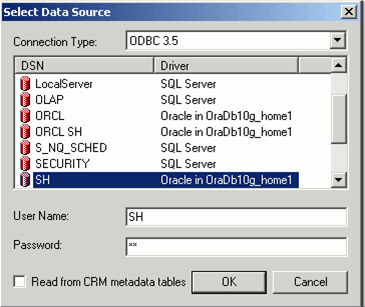 Select Data Source
Connection Type: ODBC 3.5
DSN Driver
LocalServer SQL Server
OLAP SQL Server
ORCL Oracle in OraDb10g_home1
ORCL SH Oracle in OraDb10g_home1
S_NQ_SCHED SQL Server
SECURITY SQL Server
SH Oracle in OraDb10g_home1
User Name: SH
Password: **
Read from CRM metadata tables OK Cancel